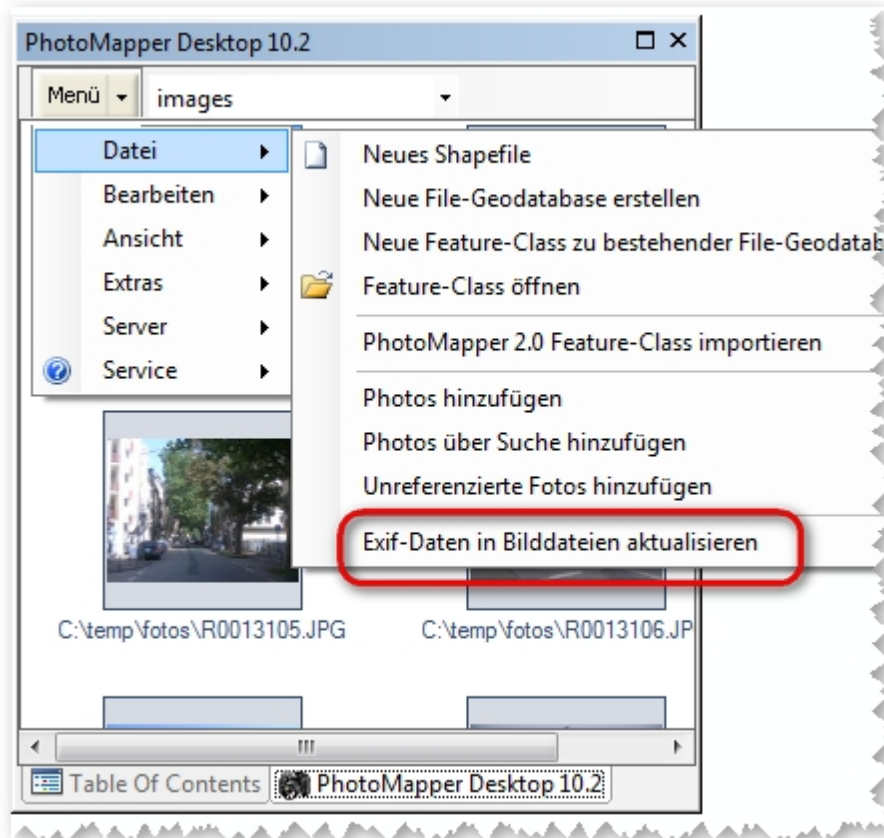 PhotoMapper Desktop 10.2
Menü images
Datei
Bearbeiten
Ansicht
Extras
Server
Service
Neues Shapefile
Neue File-Geodatabase erstellen
Neue Feature-Class zu bestehender File-Geodatab
Feature-Class öffnen
PhotoMapper 2.0 Feature-Class importieren
Photos hinzufügen
Photos über Suche hinzufügen
Unreferenzierte Fotos hinzufügen
Exif-Daten in Bilddateien aktualisieren
C:\temp\fotos\R0013105.JPG
C:\temp\fotos\R0013106.JP
Table Of Contents PhotoMapper Desktop 10.2